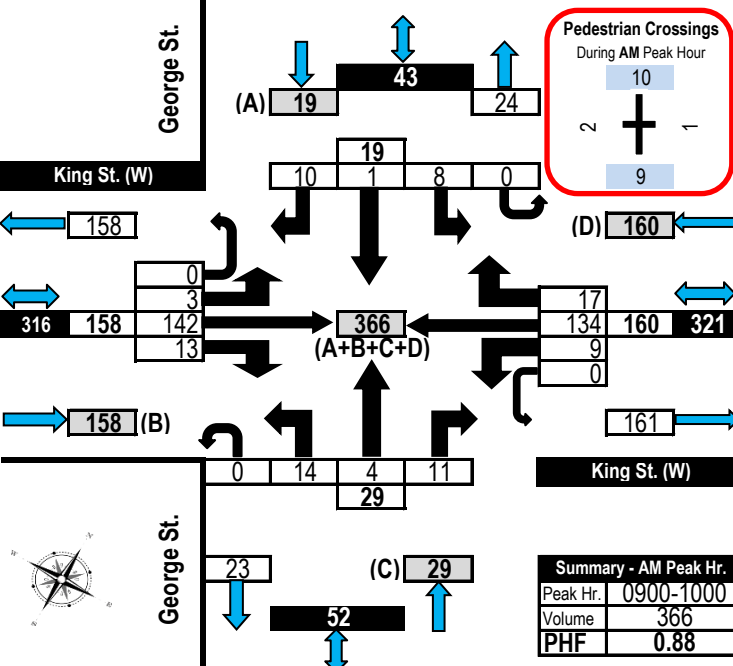 George St.
43
(A) 19
24
Pedestrian Crossings
During AM Peak Hour
10
2
1
9
19
10 1 8 0
King St. (W)
158
(D) 160
0
3
316 158 142
13
366
(A+B+C+D)
17
134 160 321
9
0
158 (B)
161
0 14 4 11
29
King St. (W)
George St.
N
W
E
S
23
(C) 29
52
Summary - AM Peak Hr.
Peak Hr. 0900-1000
Volume 366
PHF 0.88